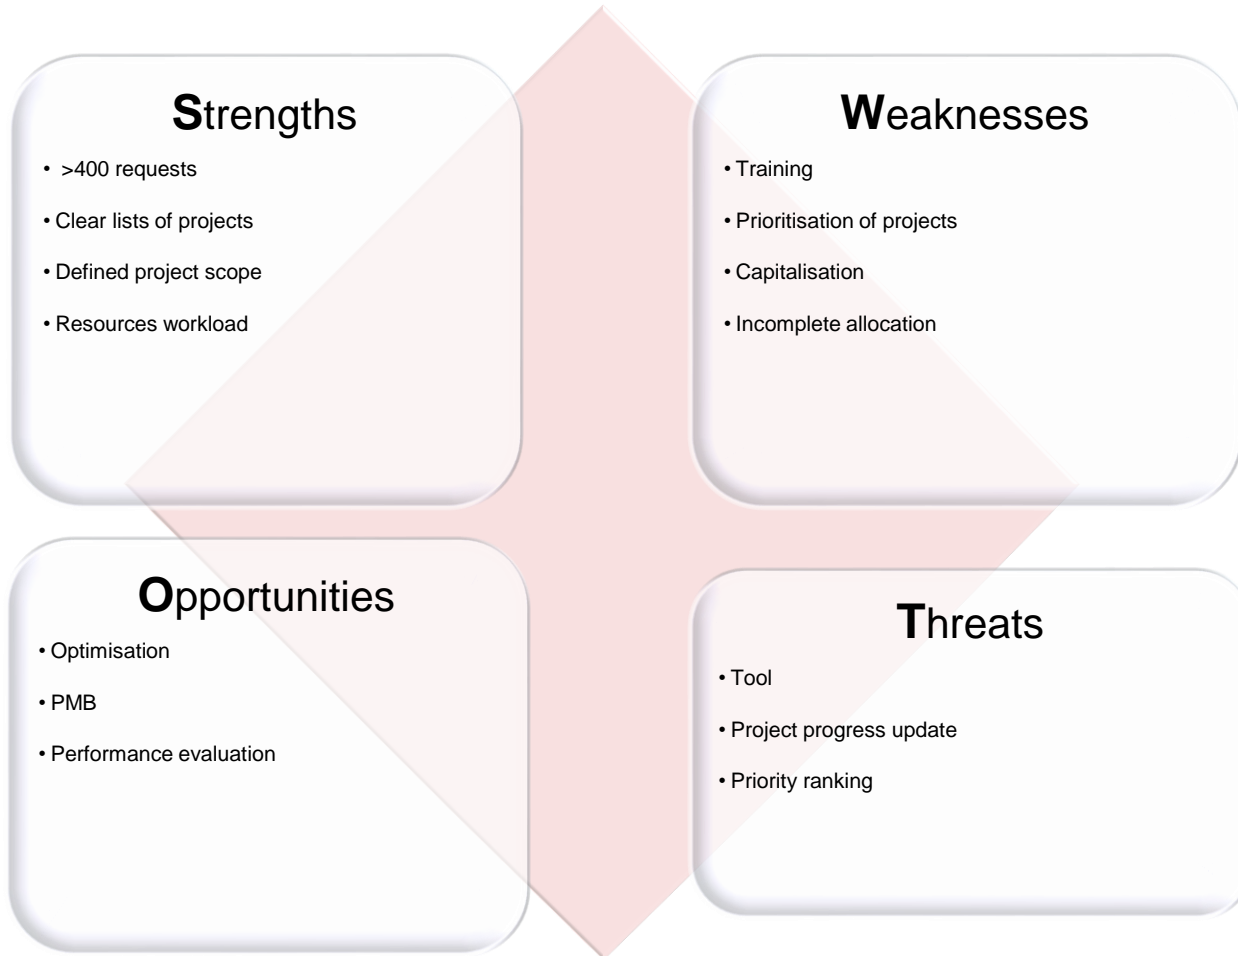 Strengths
• >400 requests
• Clear lists of projects
• Defined project scope
• Resources workload
Weaknesses
• Training
• Prioritisation of projects
• Capitalisation
• Incomplete allocation
Opportunities
• Optimisation
• PMB
• Performance evaluation
Threats
• Tool
• Project progress update
• Priority ranking